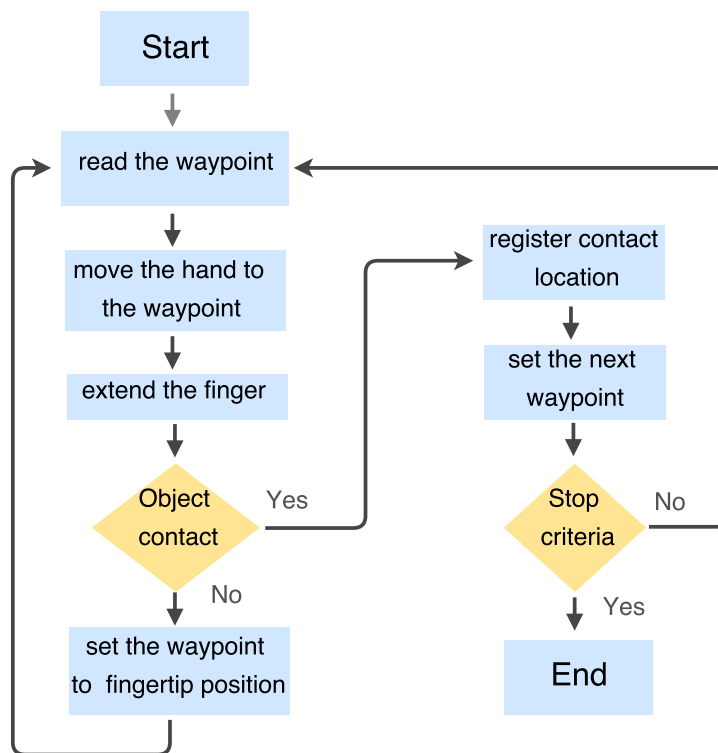 Start
read the waypoint
move the hand to
the waypoint
extend the finger
Object
contact
Yes
No
set the waypoint
to fingertip position
register contact
location
set the next
waypoint
Stop
criteria
No
Yes
End